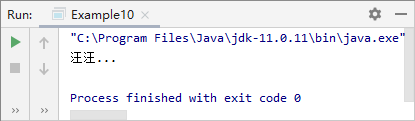 Run: Example10
"C:\Program Files\Java\jdk-11.0.11\bin\java.exe"
汪汪...
Process finished with exit code 0